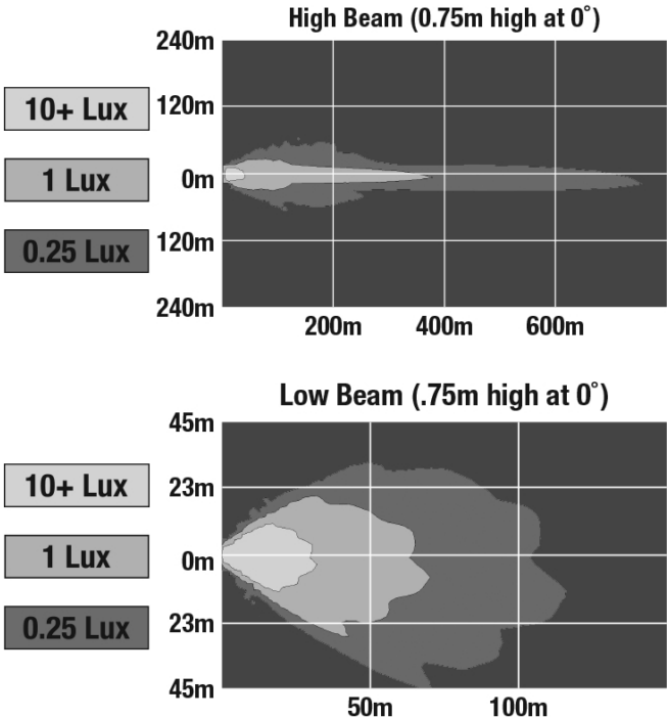 High Beam (0.75m high at 0˚)
240m
10+ Lux
120m
1 Lux
0m
0.25 Lux
120m
240m
200m
400m
600m
Low Beam (.75m high at 0˚)
45m
10+ Lux
23m
1 Lux
0m
0.25 Lux
23m
45m
50m
100m